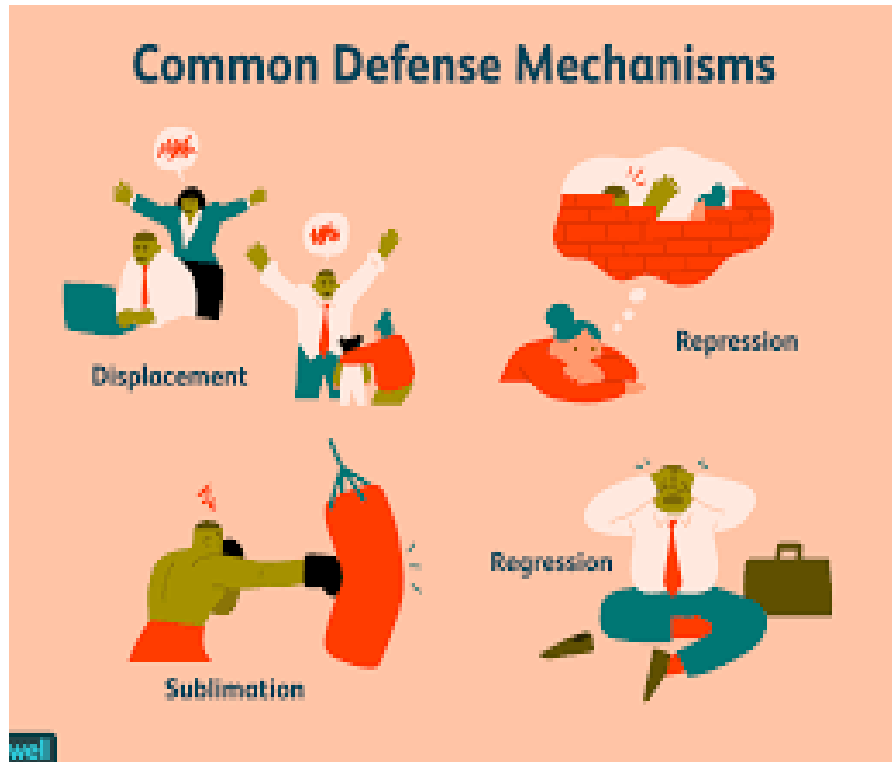 Common Defense Mechanisms
Displacement
Repression
Sublimation
Regression
well